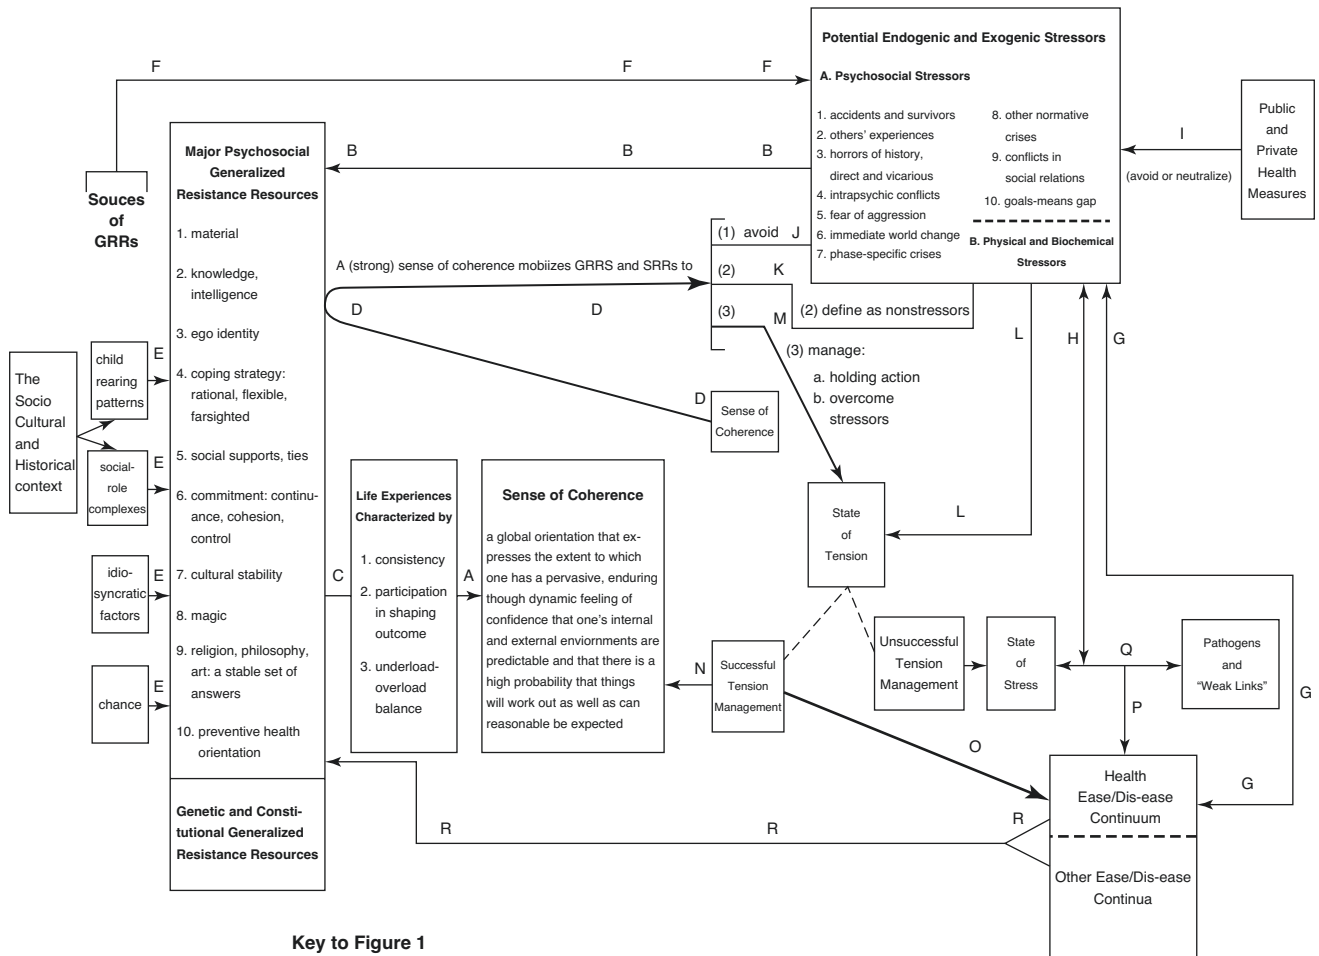 F F F
Souces
of
GRRs
Major Psychosocial
Generalized
Resistance Resources
1. material
2. knowledge,
intelligence
3. ego identity
4. coping strategy:
rational, flexible,
farsighted
5. social supports, ties
6. commitment: continu-
ance, cohesion,
control
7. cultural stability
8. magic
9. religion, philosophy,
art: a stable set of
answers
10. preventive health
orientation
Genetic and Consti-
tutional Generalized
Resistance Resources
The
Socio
Cultural
and
Historical
context
child
rearing
patterns
E
social-
role
complexes
E
idio-
syncratic
factors
E
chance
E
B B B
A (strong) sense of coherence mobiizes GRRS and SRRs to
D D
D
Sense of
Coherence
C
Life Experiences
Characterized by
1. consistency
2. participation
in shaping
outcome
3. underload-
overload
balance
A
Sense of Coherence
a global orientation that ex-
presses the extent to which
one has a pervasive, enduring
though dynamic feeling of
confidence that one's internal
and external enviornments are
predictable and that there is a
high probability that things
will work out as well as can
reasonable be expected
(1) avoid J
(2) K
(3) M
(2) define as nonstressors
(3) manage:
a. holding action
b. overcome
stressors
Potential Endogenic and Exogenic Stressors
A. Psychosocial Stressors
1. accidents and survivors
2. others' experiences
3. horrors of history,
direct and vicarious
4. intrapsychic conflicts
5. fear of aggression
6. immediate world change
7. phase-specific crises
8. other normative
crises
9. conflicts in
social relations
10. goals-means gap
B. Physical and Biochemical
Stressors
I
(avoid or neutralize)
Public
and
Private
Health
Measures
L
H
G
State
of
Tension
L
N
Successful
Tension
Management
Unsuccessful
Tension
Management
State
of
Stress
Q
Pathogens
and
“Weak Links”
P
G
O
G
Health
Ease/Dis-ease
Continuum
Other Ease/Dis-ease
Continua
R R R
Key to Figure 1